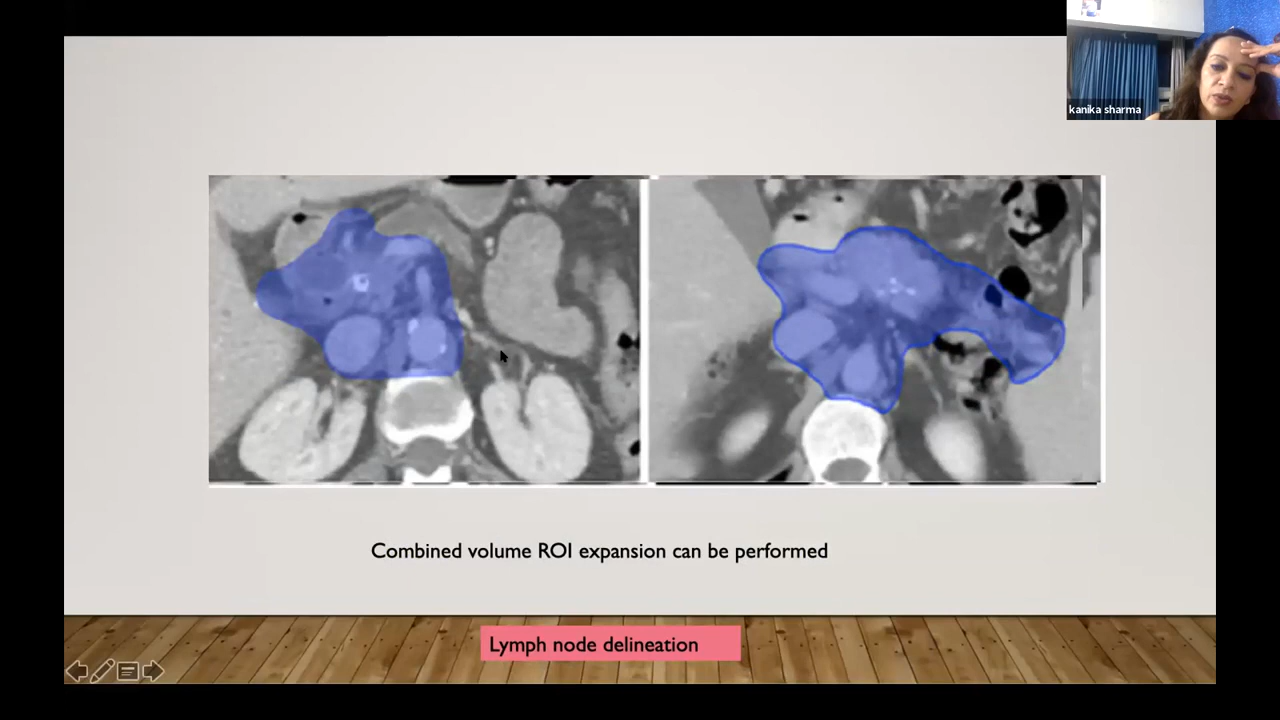 kanika sharma
Combined volume ROI expansion can be performed
Lymph node delineation